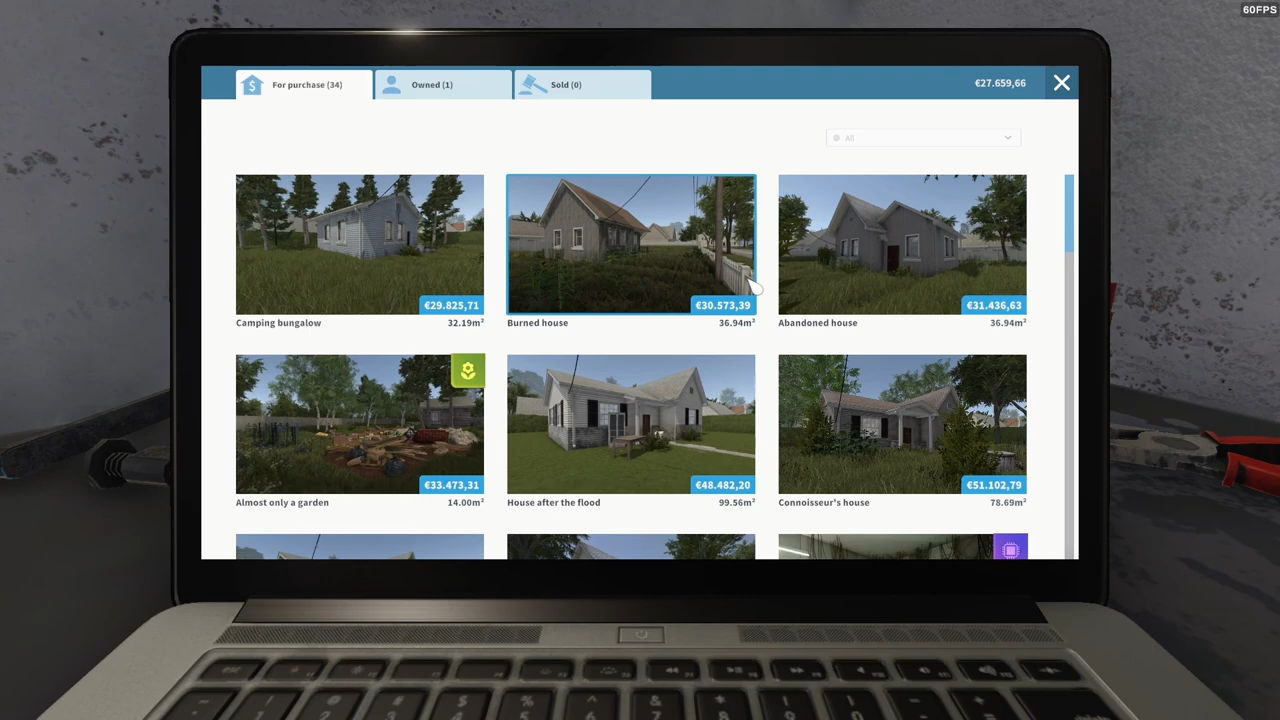 60FPS
For purchase (34)
Owned (1)
Sold (0)
€27.659,66
All
€29.825,71
€30.573,39
€31.436,63
Camping bungalow 32.19m²
Burned house 36.94m²
Abandoned house 36.94m²
€33.473,31
€48.482,20
€51.102,79
Almost only a garden 14.00m²
House after the flood 99.56m²
Connoisseur's house 78.69m²